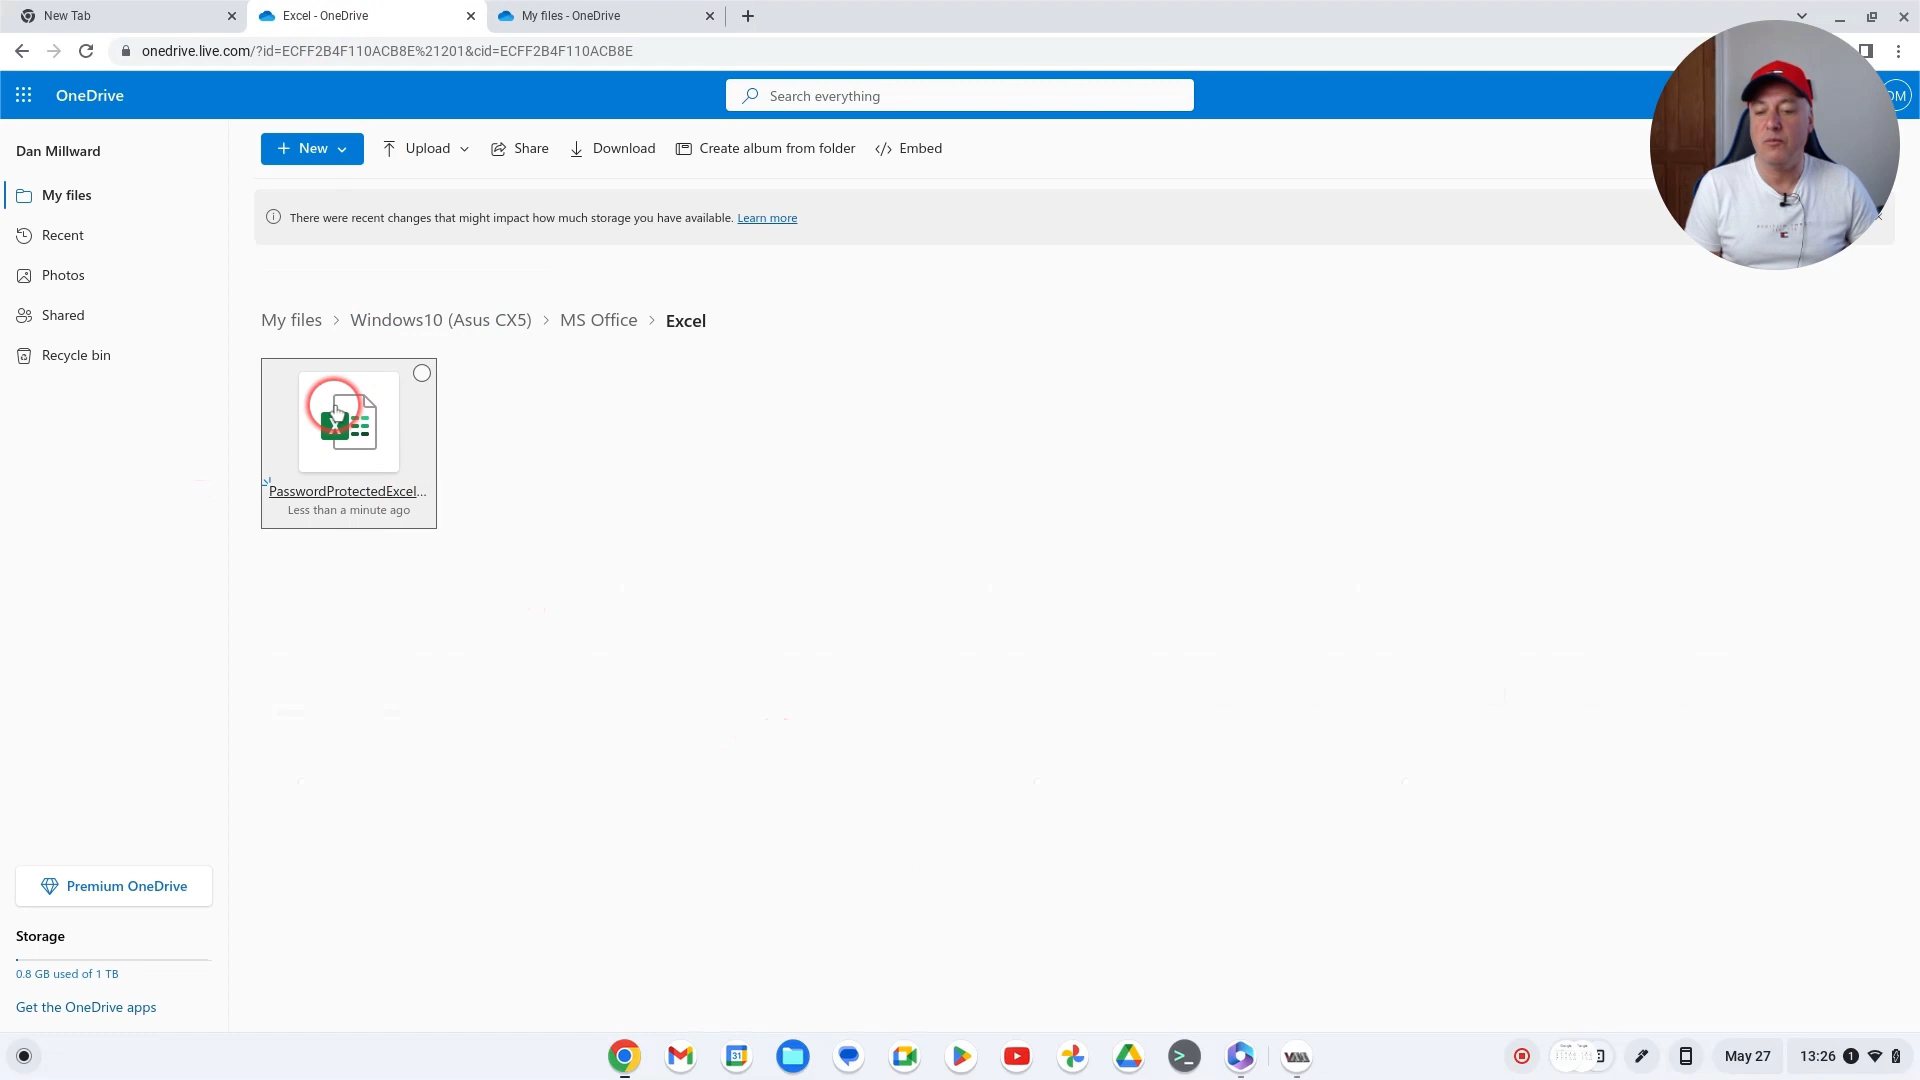 New Tab
Excel - OneDrive
My files - OneDrive
onedrive.live.com/?id=ECFF2B4F110ACB8E%21201&cid=ECFF2B4F110ACB8E
OneDrive
Search everything
DM
Dan Millward
New
Upload
Share
Download
Create album from folder
Embed
My files
Recent
Photos
Shared
Recycle bin
There were recent changes that might impact how much storage you have available. Learn more
My files > Windows10 (Asus CX5) > MS Office > Excel
PasswordProtectedExcel...
Less than a minute ago
Premium OneDrive
Storage
0.8 GB used of 1 TB
Get the OneDrive apps
31
May 27
13:26
1